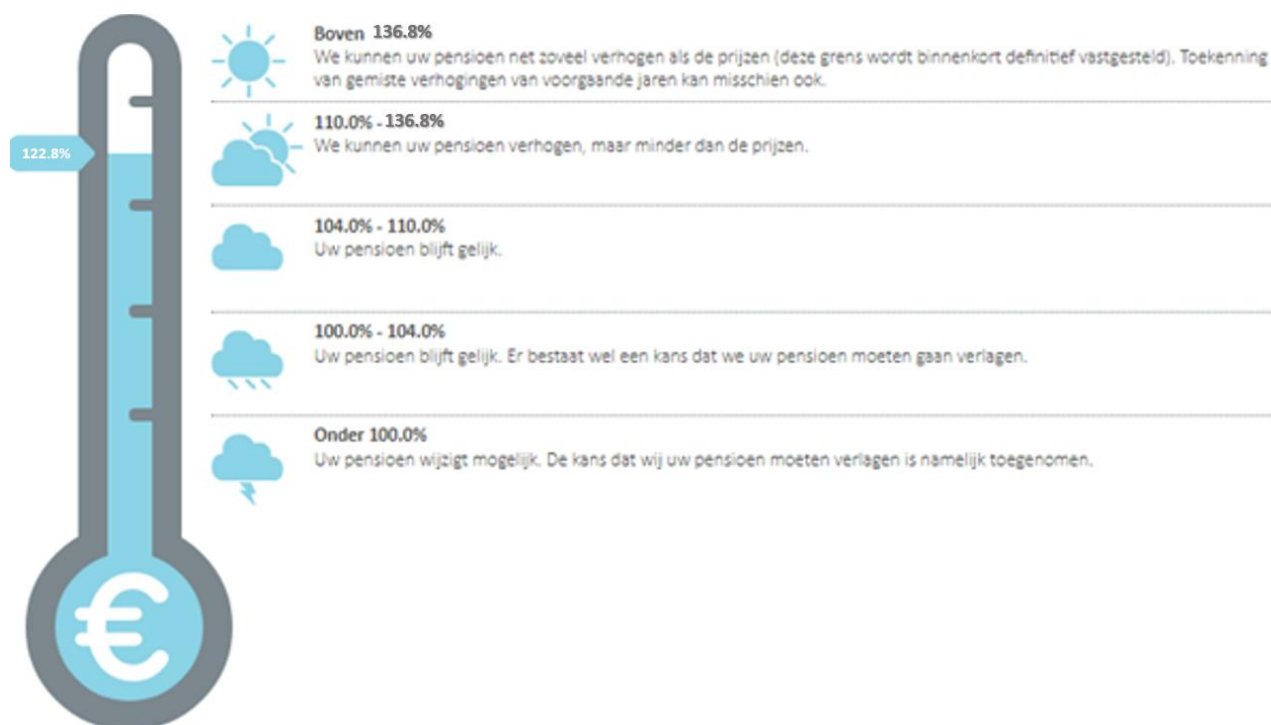 Boven 136.8%
We kunnen uw pensioen net zoveel verhogen als de prijzen (deze grens wordt binnenkort definitief vastgesteld). Toekenning
van gemiste verhogingen van voorgaande jaren kan misschien ook.
110.0% - 136.8%
We kunnen uw pensioen verhogen, maar minder dan de prijzen.
122.8%
104.0% - 110.0%
Uw pensioen blijft gelijk.
100.0% - 104.0%
Uw pensioen blijft gelijk. Er bestaat wel een kans dat we uw pensioen moeten gaan verlagen.
Onder 100.0%
Uw pensioen wijzigt mogelijk. De kans dat wij uw pensioen moeten verlagen is namelijk toegenomen.
€